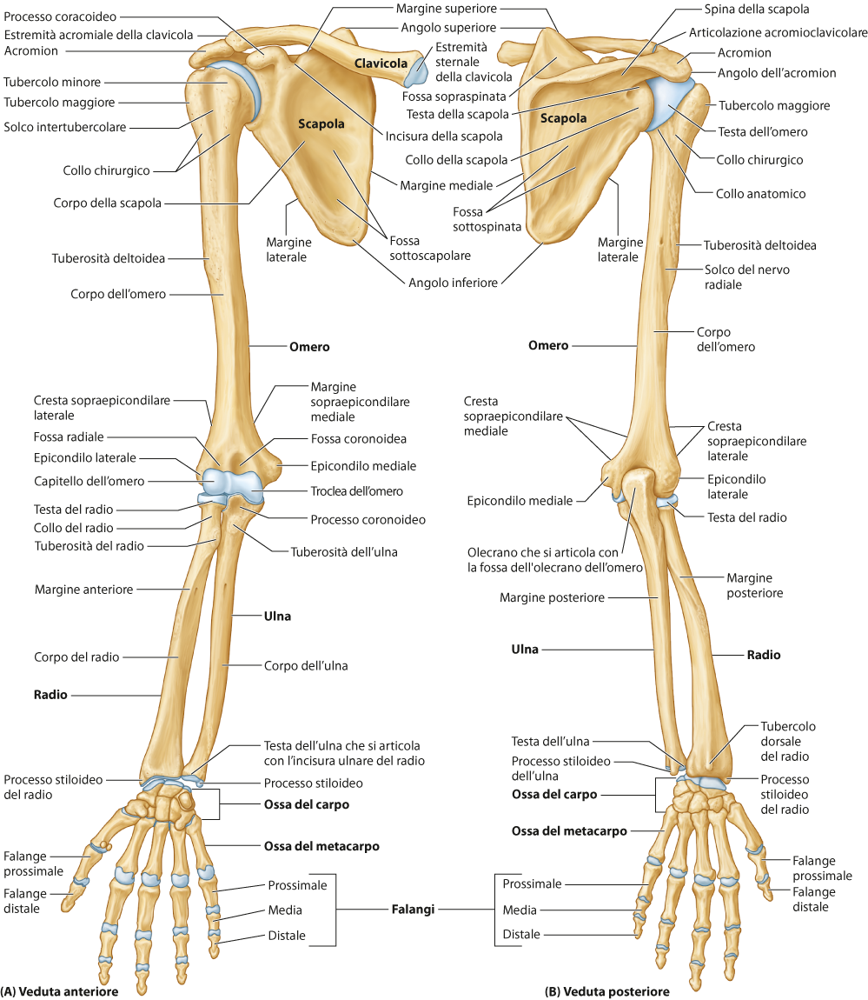 Processo coracoideo
Estremità acromiale della clavicola
Acromion
Tubercolo minore
Tubercolo maggiore
Solco intertubercolare
Collo chirurgico
Corpo della scapola
Tuberosità deltoidea
Corpo dell'omero
Margine superiore
Angolo superiore
Clavicola
Estremità
sternale
della clavicola
Fossa sopraspinata
Testa della scapola
Scapola
Incisura della scapola
Collo della scapola
Margine mediale
Fossa
sottospinata
Margine
laterale
Fossa
sottoscapolare
Angolo inferiore
Spina della scapola
Articolazione acromioclavicolare
Acromion
Angolo dell'acromion
Scapola
Tubercolo maggiore
Testa dell'omero
Collo chirurgico
Collo anatomico
Margine
laterale
Tuberosità deltoidea
Solco del nervo
radiale
Corpo
dell'omero
Omero
Omero
Cresta sopraepicondilare
laterale
Fossa radiale
Epicondilo laterale
Capitello dell'omero
Testa del radio
Collo del radio
Tuberosità del radio
Margine anteriore
Corpo del radio
Radio
Margine
sopraepicondilare
mediale
Fossa coronoidea
Epicondilo mediale
Troclea dell'omero
Processo coronoideo
Tuberosità dell'ulna
Ulna
Corpo dell'ulna
Cresta
sopraepicondilare
mediale
Epicondilo mediale
Olecrano che si articola con
la fossa dell'olecrano dell'omero
Margine posteriore
Ulna
Cresta
sopraepicondilare
laterale
Epicondilo
laterale
Testa del radio
Margine
posteriore
Radio
Processo stiloideo
del radio
Testa dell'ulna che si articola
con l'incisura ulnare del radio
Processo stiloideo
Ossa del carpo
Ossa del metacarpo
Falange
prossimale
Falange
distale
Prossimale
Media
Distale
Falangi
Testa dell'ulna
Processo stiloideo
dell'ulna
Ossa del carpo
Ossa del metacarpo
Prossimale
Media
Distale
Tubercolo
dorsale
del radio
Processo
stiloideo
del radio
Falange
prossimale
Falange
distale
(A) Veduta anteriore
(B) Veduta posteriore